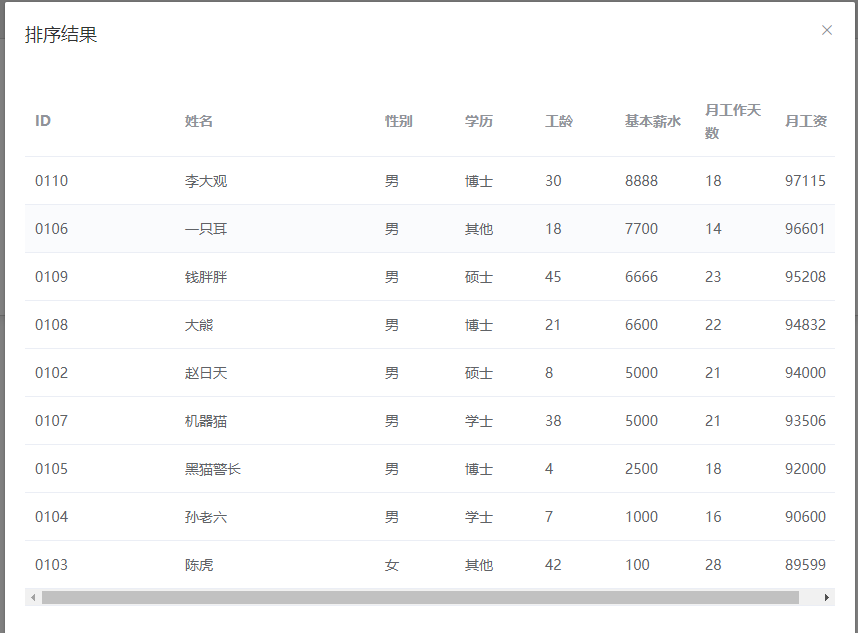 排序结果
ID 姓名 性别 学历 工龄 基本薪水 月工作天数 月工资
0110 李大观 男 博士 30 8888 18 97115
0106 一只耳 男 其他 18 7700 14 96601
0109 钱胖胖 男 硕士 45 6666 23 95208
0108 大熊 男 博士 21 6600 22 94832
0102 赵日天 男 硕士 8 5000 21 94000
0107 机器猫 男 学士 38 5000 21 93506
0105 黑猫警长 男 博士 4 2500 18 92000
0104 孙老六 男 学士 7 1000 16 90600
0103 陈虎 女 其他 42 100 28 89599